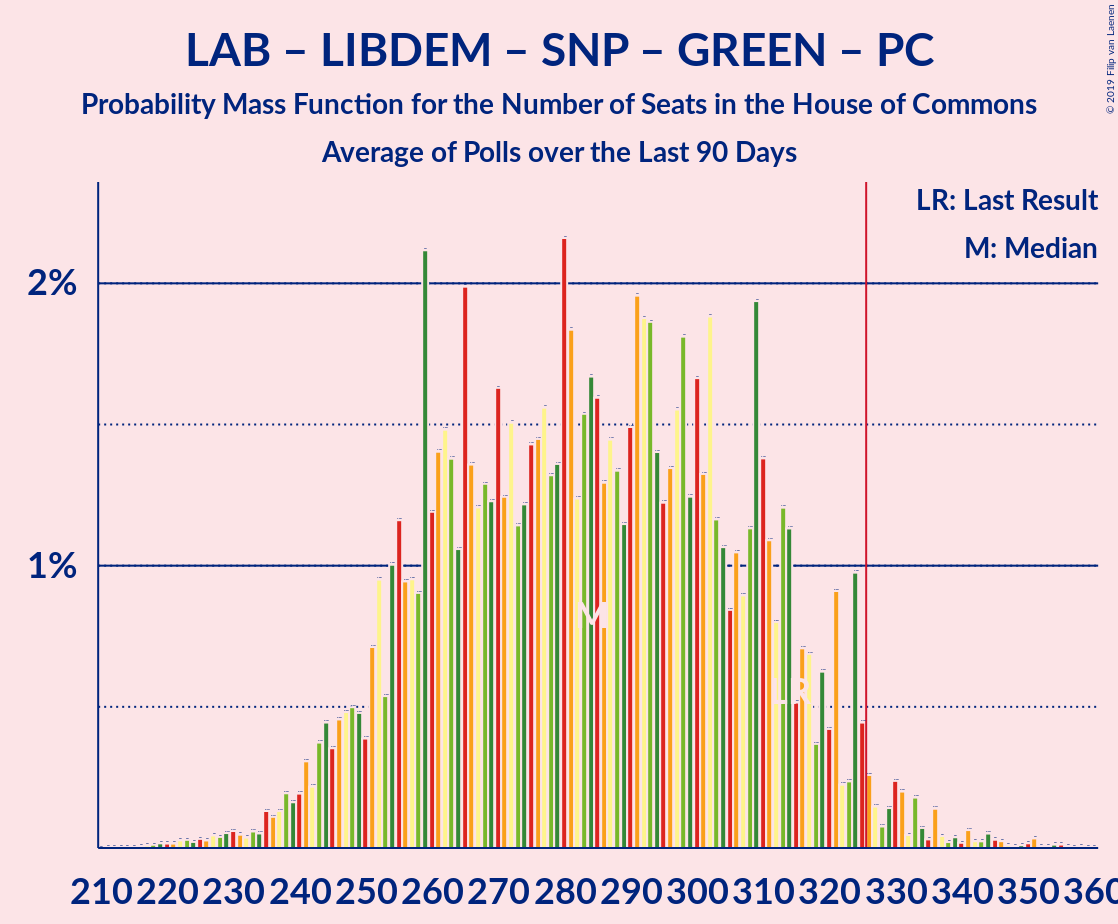 LAB – LIBDEM – SNP – GREEN – PC
Probability Mass Function for the Number of Seats in the House of Commons
Average of Polls over the Last 90 Days
© 2019 Filip van Laenen
LR: Last Result
M: Median
2%
1%
M
LR
210 220 230 240 250 260 270 280 290 300 310 320 330 340 350 360